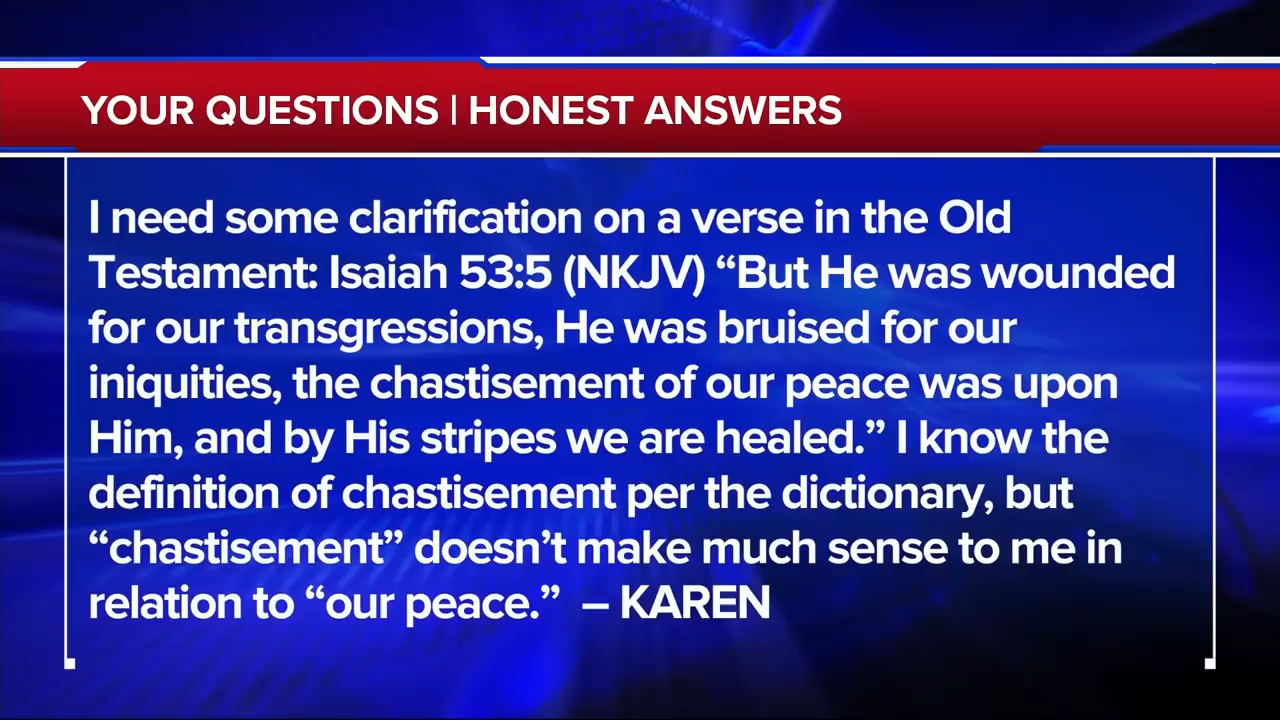 YOUR QUESTIONS | HONEST ANSWERS
I need some clarification on a verse in the Old
Testament: Isaiah 53:5 (NKJV) “But He was wounded
for our transgressions, He was bruised for our
iniquities, the chastisement of our peace was upon
Him, and by His stripes we are healed.” I know the
definition of chastisement per the dictionary, but
“chastisement” doesn’t make much sense to me in
relation to “our peace.” – KAREN